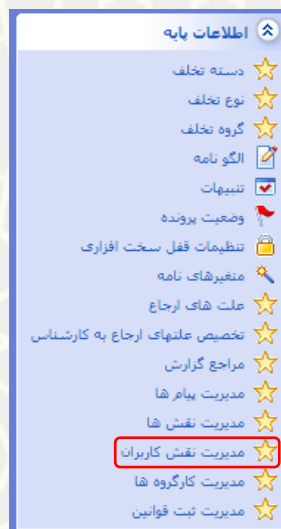 اطلاعات پایه
دسته تخلف
نوع تخلف
گروه تخلف
الگو نامه
تنبیهات
وضعیت پرونده
تنظیمات قفل سخت افزاری
متغیرهای نامه
علت های ارجاع
تخصیص علتهای ارجاع به کارشناس
مراجع گزارش
مدیریت پیام ها
مدیریت نقش ها
مدیریت نقش کاربران
مدیریت کارگروه ها
مدیریت ثبت قوانین